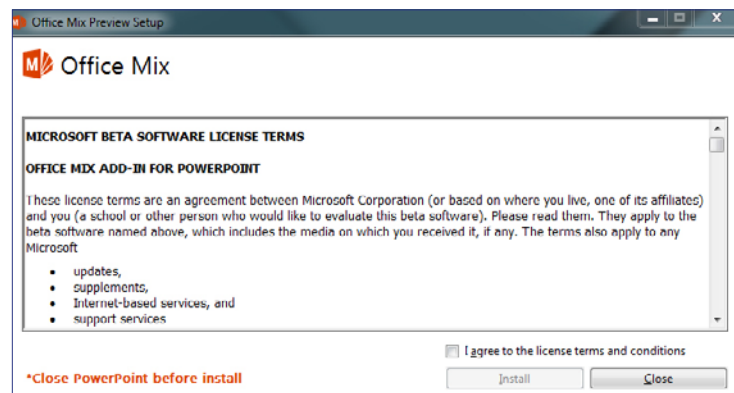 Office Mix Preview Setup
Office Mix
MICROSOFT BETA SOFTWARE LICENSE TERMS
OFFICE MIX ADD-IN FOR POWERPOINT
These license terms are an agreement between Microsoft Corporation (or based on where you live, one of its affiliates)
and you (a school or other person who would like to evaluate this beta software). Please read them. They apply to the
beta software named above, which includes the media on which you received it, if any. The terms also apply to any
Microsoft
• updates,
• supplements,
• Internet-based services, and
• support services
I agree to the license terms and conditions
*Close PowerPoint before install
Install
Close